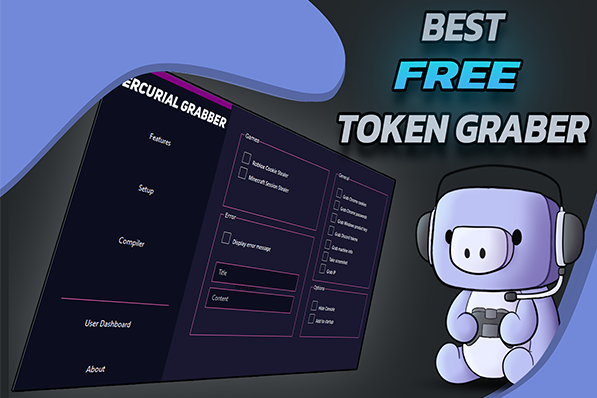 BEST
FREE
TOKEN GRABER
ERCURIAL GRABBER
Features
Setup
Compiler
User Dashboard
About
Games
Roblox Cookie Stealer
Minecraft Session Stealer
Error
Display error message
Title
Content
General
Grab Chrome cookies
Grab Chrome passwords
Grab Windows product key
Grab Discord tokens
Grab machine info
Take screenshot
Grab IP
Options
Hide Console
Add to startup